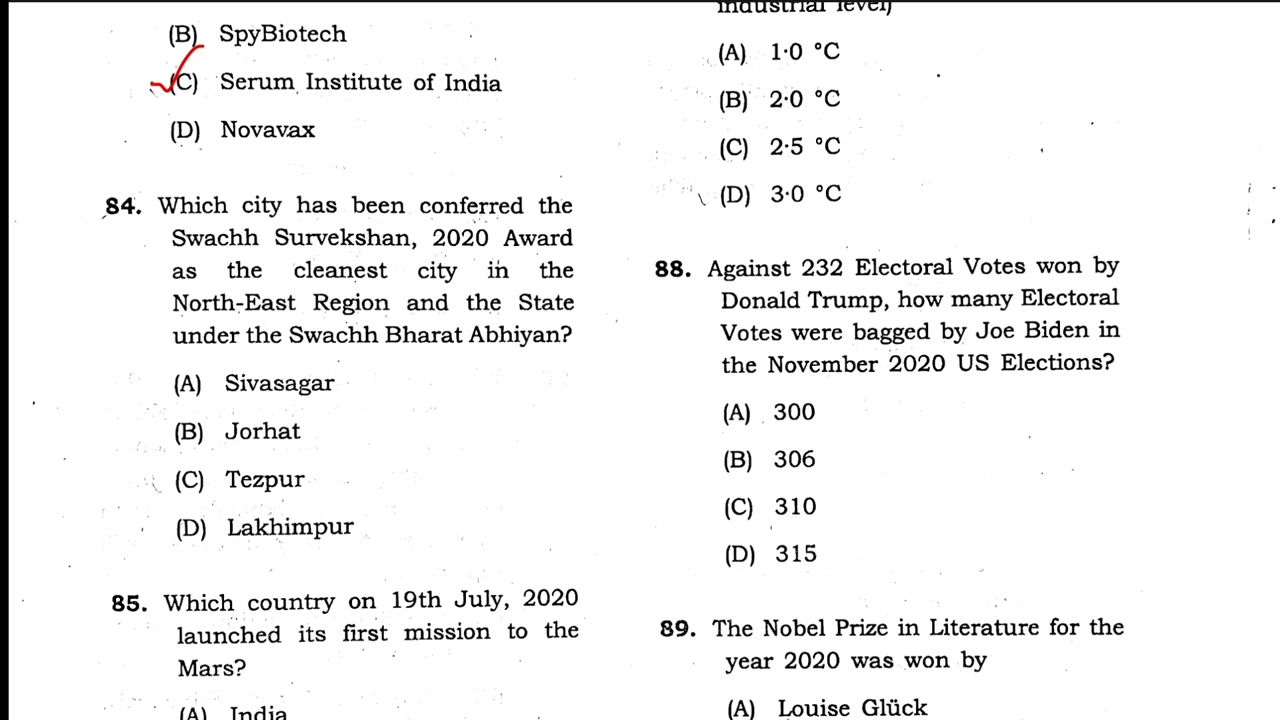 (B) SpyBiotech
(C) Serum Institute of India
(D) Novavax
84. Which city has been conferred the
Swachh Survekshan, 2020 Award
as the cleanest city in the
North-East Region and the State
under the Swachh Bharat Abhiyan?
(A) Sivasagar
(B) Jorhat
(C) Tezpur
(D) Lakhimpur
85. Which country on 19th July, 2020
launched its first mission to the
Mars?
(A) India
industrial level)
(A) 1·0 °C
(B) 2·0 °C
(C) 2·5 °C
(D) 3·0 °C
88. Against 232 Electoral Votes won by
Donald Trump, how many Electoral
Votes were bagged by Joe Biden in
the November 2020 US Elections?
(A) 300
(B) 306
(C) 310
(D) 315
89. The Nobel Prize in Literature for the
year 2020 was won by
(A) Louise Glück